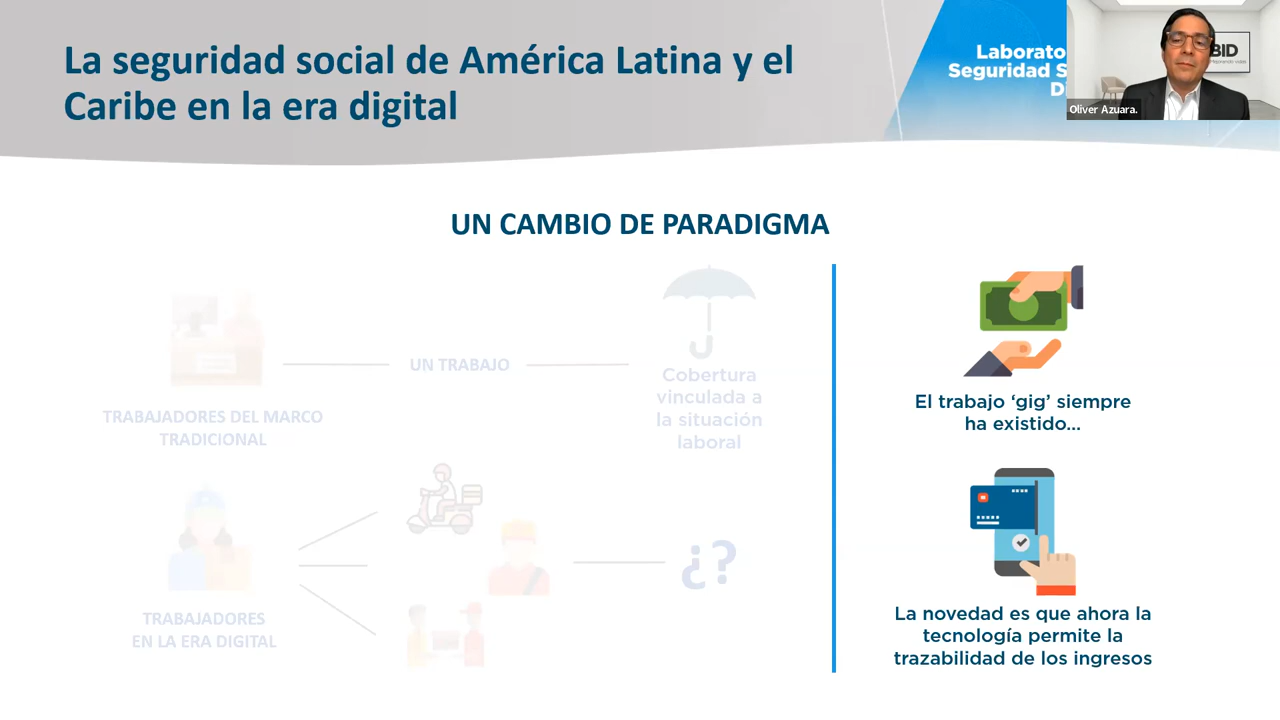 La seguridad social de América Latina y el
Caribe en la era digital
Laborato
Seguridad S
D
BID
Oliver Azuara.
UN CAMBIO DE PARADIGMA
UN TRABAJO
TRABAJADORES DEL MARCO
TRADICIONAL
Cobertura
vinculada a
la situación
laboral
TRABAJADORES
EN LA ERA DIGITAL
¿?
El trabajo ‘gig’ siempre
ha existido...
La novedad es que ahora la
tecnología permite la
trazabilidad de los ingresos